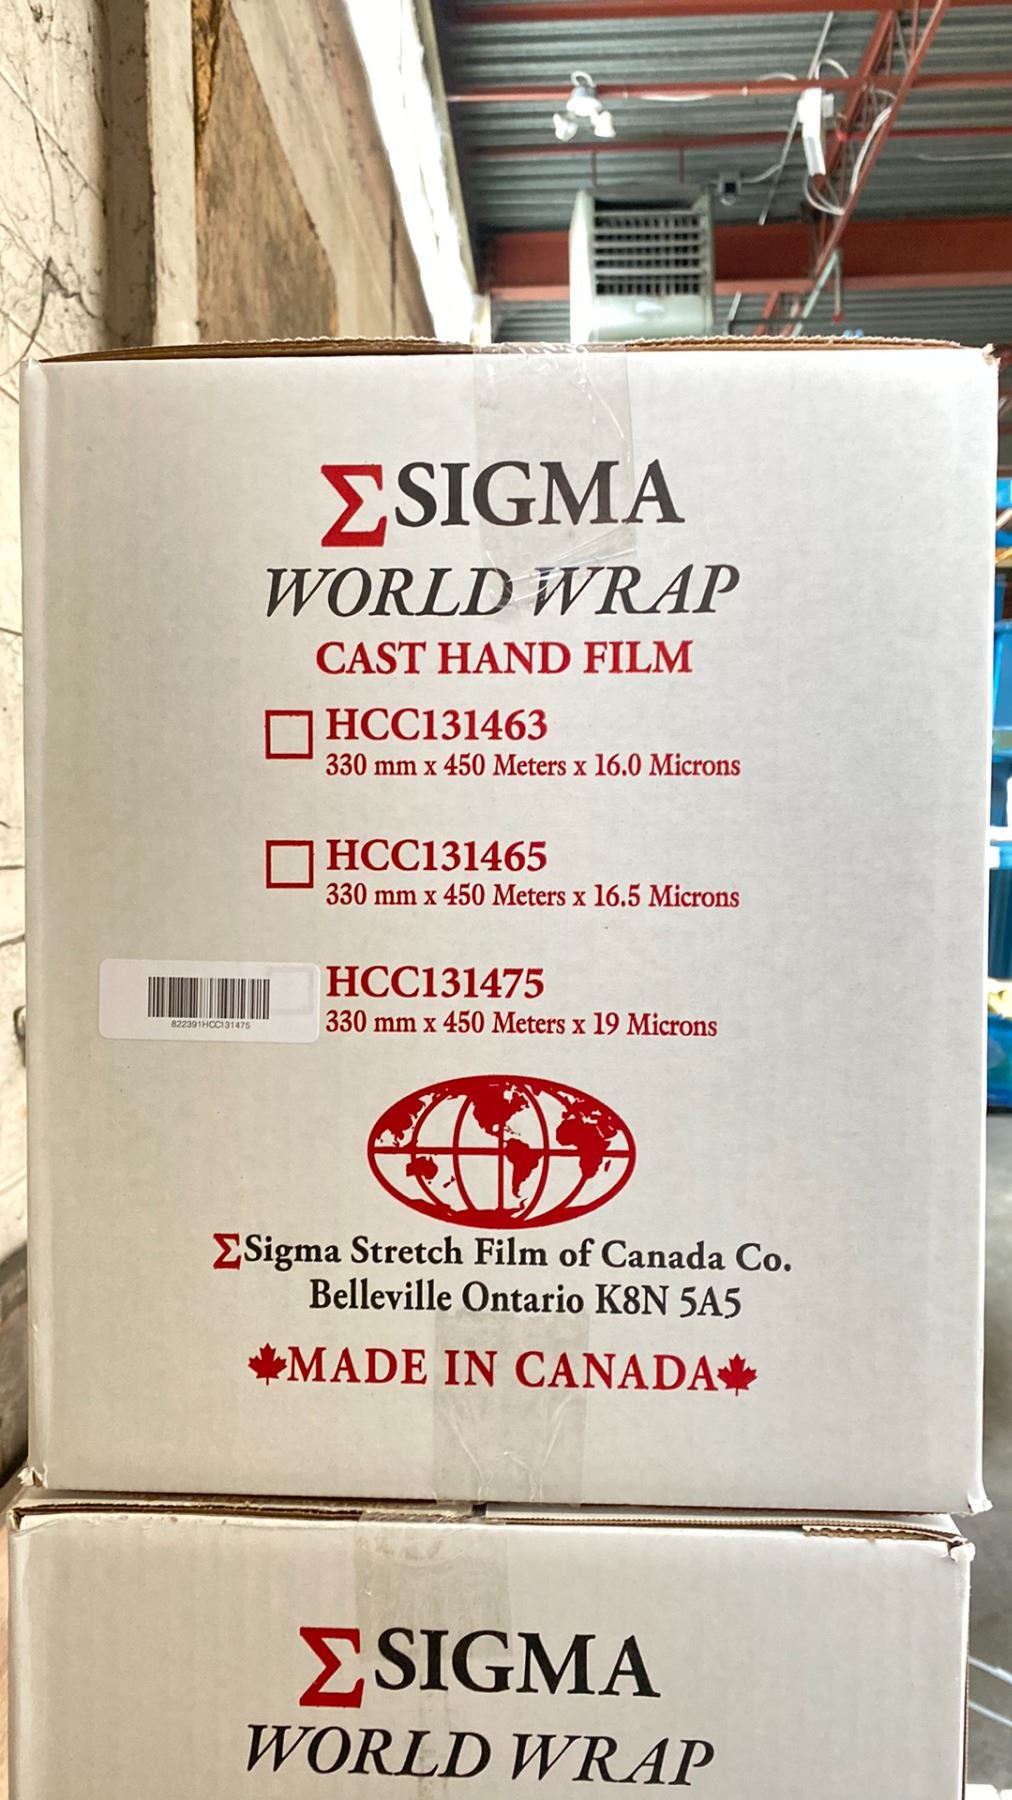 ΣSIGMA
WORLD WRAP
CAST HAND FILM
HCC131463
330 mm x 450 Meters x 16.0 Microns
HCC131465
330 mm x 450 Meters x 16.5 Microns
HCC131475
330 mm x 450 Meters x 19 Microns
822391HCC131475
ΣSigma Stretch Film of Canada Co.
Belleville Ontario K8N 5A5
MADE IN CANADA
ΣSIGMA
WORLD WRAP